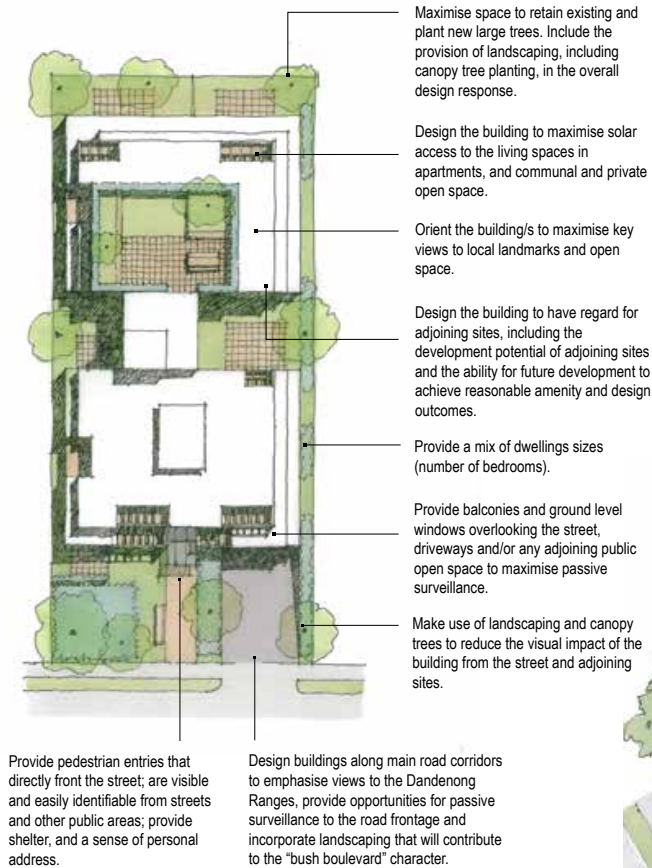 Maximise space to retain existing and
plant new large trees. Include the
provision of landscaping, including
canopy tree planting, in the overall
design response.
Design the building to maximise solar
access to the living spaces in
apartments, and communal and private
open space.
Orient the building/s to maximise key
views to local landmarks and open
space.
Design the building to have regard for
adjoining sites, including the
development potential of adjoining sites
and the ability for future development to
achieve reasonable amenity and design
outcomes.
Provide a mix of dwellings sizes
(number of bedrooms).
Provide balconies and ground level
windows overlooking the street,
driveways and/or any adjoining public
open space to maximise passive
surveillance.
Make use of landscaping and canopy
trees to reduce the visual impact of the
building from the street and adjoining
sites.
Provide pedestrian entries that
directly front the street; are visible
and easily identifiable from streets
and other public areas; provide
shelter, and a sense of personal
address.
Design buildings along main road corridors
to emphasise views to the Dandenong
Ranges, provide opportunities for passive
surveillance to the road frontage and
incorporate landscaping that will contribute
to the “bush boulevard” character.